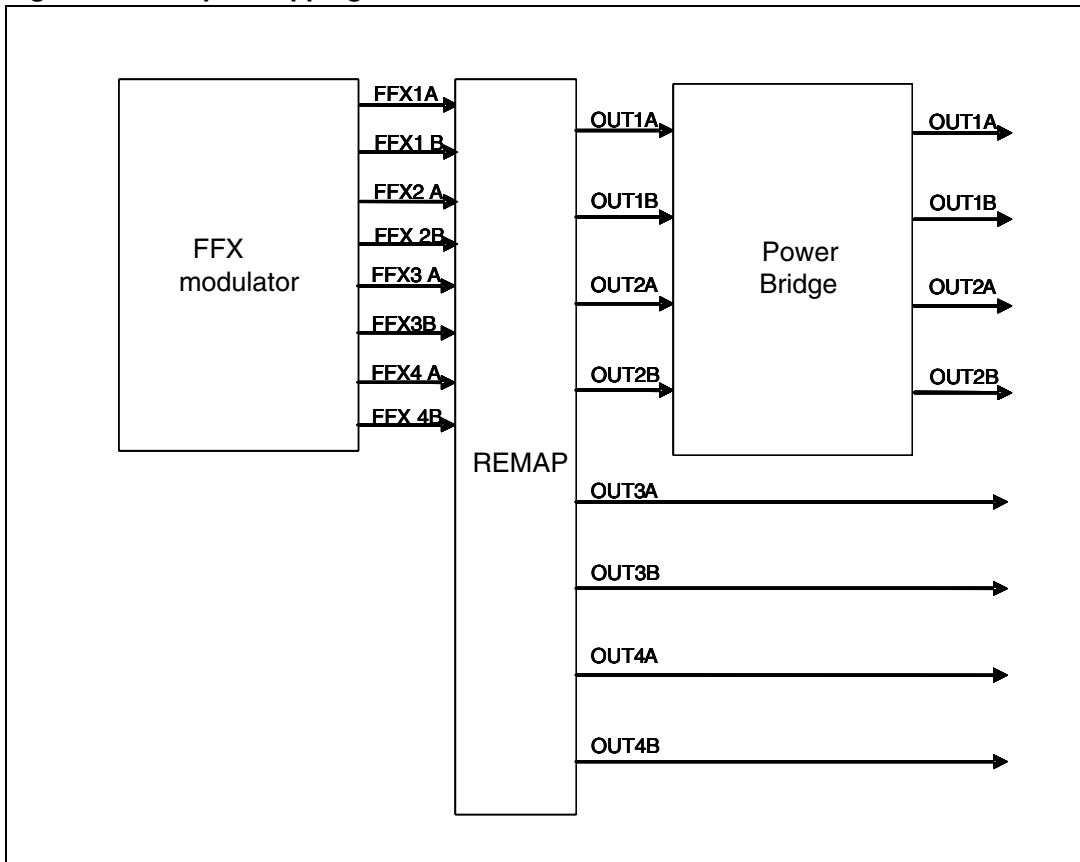 FFX
modulator
FFX1A
FFX1 B
FFX2 A
FFX 2B
FFX3 A
FFX3B
FFX4 A
FFX 4B
REMAP
OUT1A
OUT1B
OUT2A
OUT2B
OUT3A
OUT3B
OUT4A
OUT4B
Power
Bridge
OUT1A
OUT1B
OUT2A
OUT2B